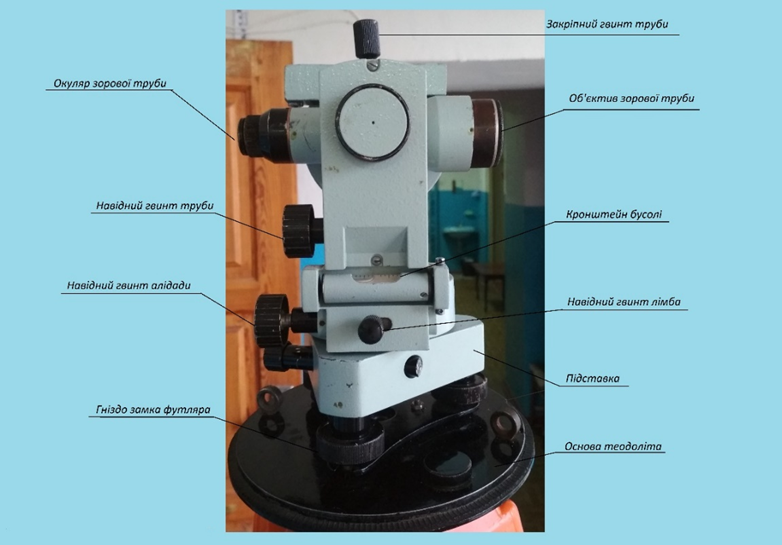 Закріпний гвинт труби
Окуляр зорової труби
Об'єктив зорової труби
Навідний гвинт труби
Кронштейн бусолі
Навідний гвинт алідади
Навідний гвинт лімба
Підставка
Гніздо замка футляра
Основа теодоліта